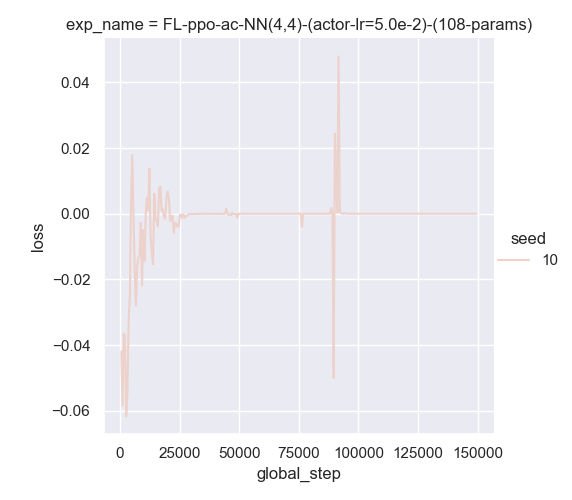 exp_name = FL-ppo-ac-NN(4,4)-(actor-lr=5.0e-2)-(108-params)
0.04
0.02
0.00
−0.02
−0.04
−0.06
loss
0 25000 50000 75000 100000 125000 150000
global_step
seed
10